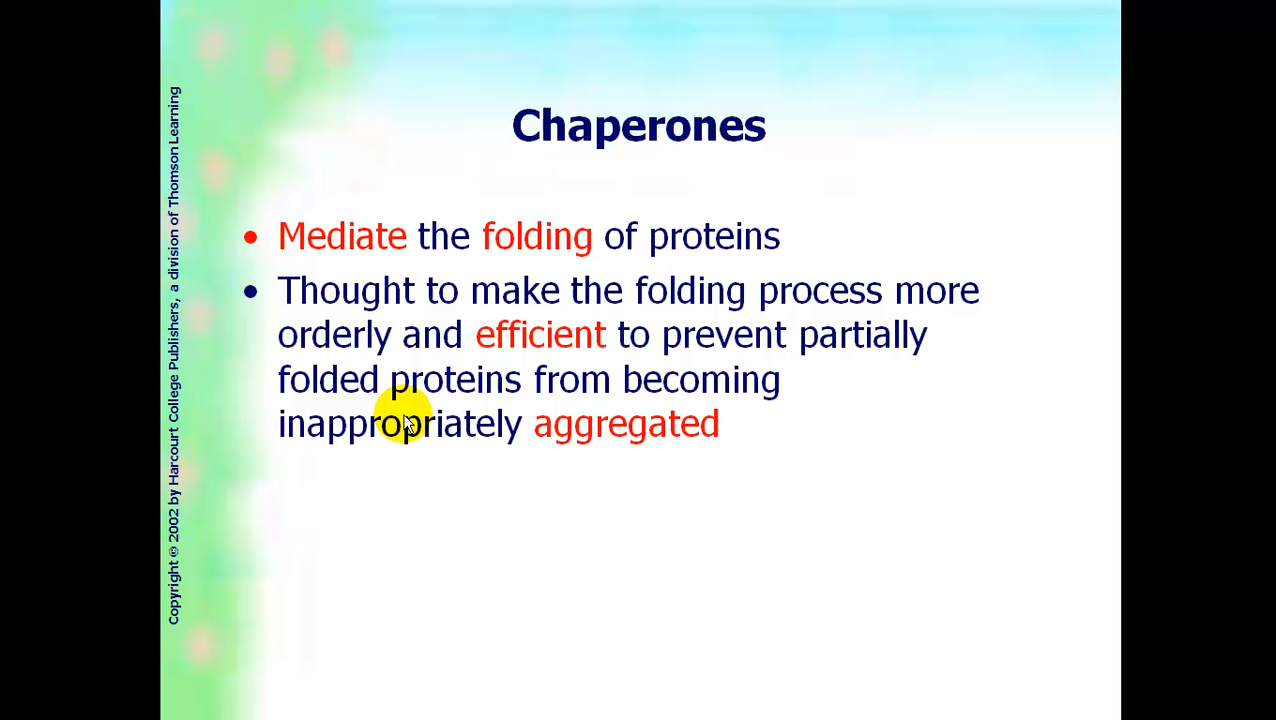 Chaperones
• Mediate the folding of proteins
• Thought to make the folding process more
orderly and efficient to prevent partially
folded proteins from becoming
inappropriately aggregated
Copyright © 2002 by Harcourt College Publishers, a division of Thomson Learning